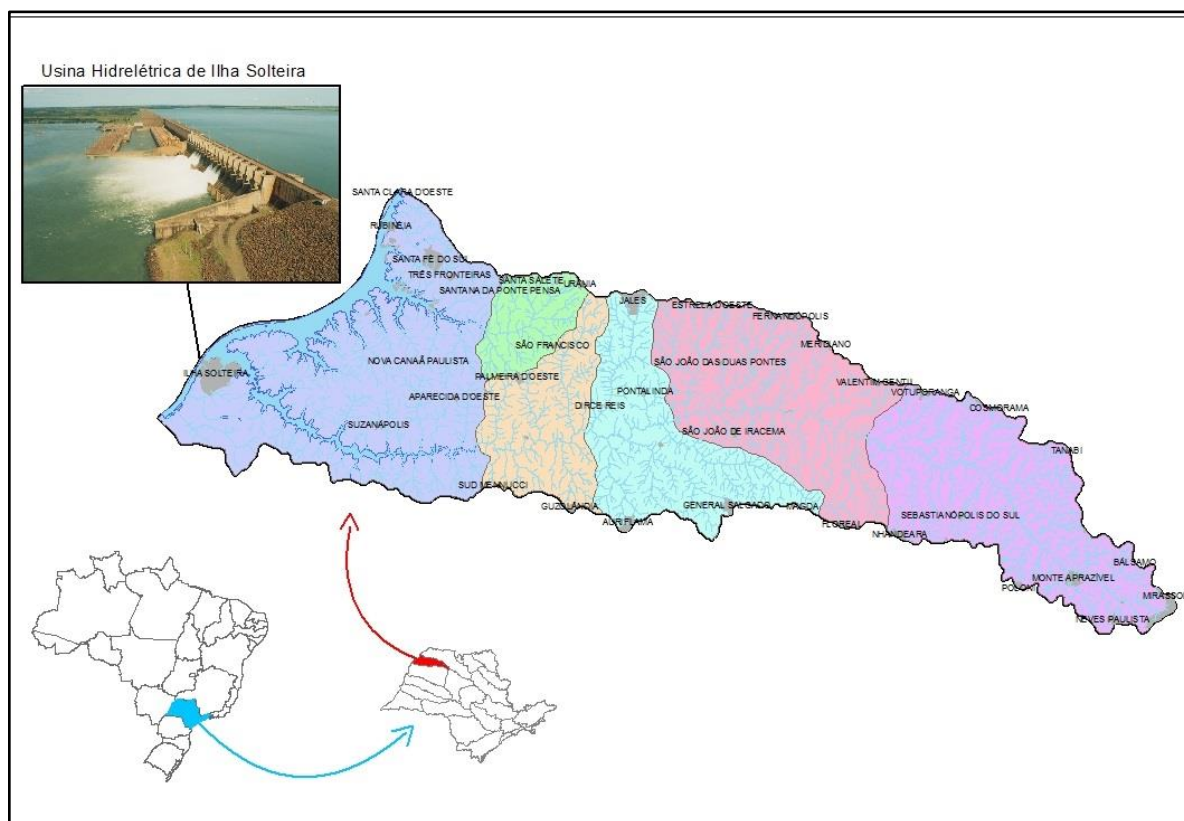 Usina Hidrelétrica de Ilha Solteira
SANTA CLARA D'OESTE
RUBINÉIA
SANTA FÉ DO SUL
TRÊS FRONTEIRAS
SANTA SALETE
URÂNIA
SANTANA DA PONTE PENSA
JALES
ESTRELA D'OESTE
FERNANDÓPOLIS
MERIDIANO
SÃO FRANCISCO
NOVA CANAÃ PAULISTA
SÃO JOÃO DAS DUAS PONTES
ILHA SOLTEIRA
PALMEIRA D'OESTE
VALENTIM GENTIL
VOTUPORANGA
APARECIDA D'OESTE
PONTALINDA
DIRCE REIS
COSMORAMA
SUZANÁPOLIS
SÃO JOÃO DE IRACEMA
TANABI
SUD MENNUCCI
GUZOLÂNDIA
GENERAL SALGADO
MAGDA
SEBASTIANÓPOLIS DO SUL
AURIFLAMA
FLOREAL
NHANDEARA
BÁLSAMO
MONTE APRAZÍVEL
POLONI
MIRASSOL
NEVES PAULISTA